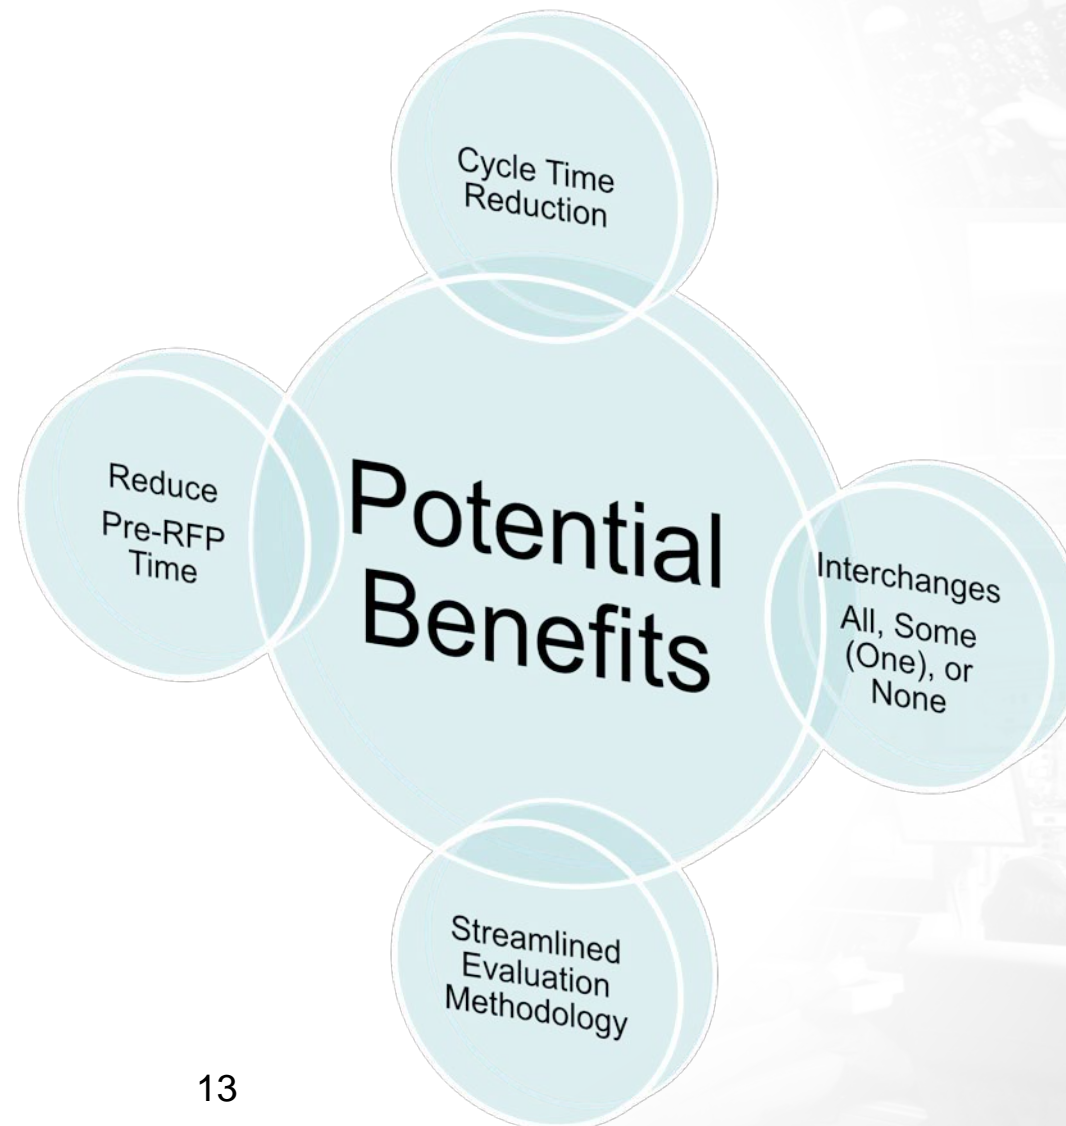 Cycle Time
Reduction
Reduce
Pre-RFP
Time
Potential
Benefits
Interchanges
All, Some
(One), or
None
Streamlined
Evaluation
Methodology
13